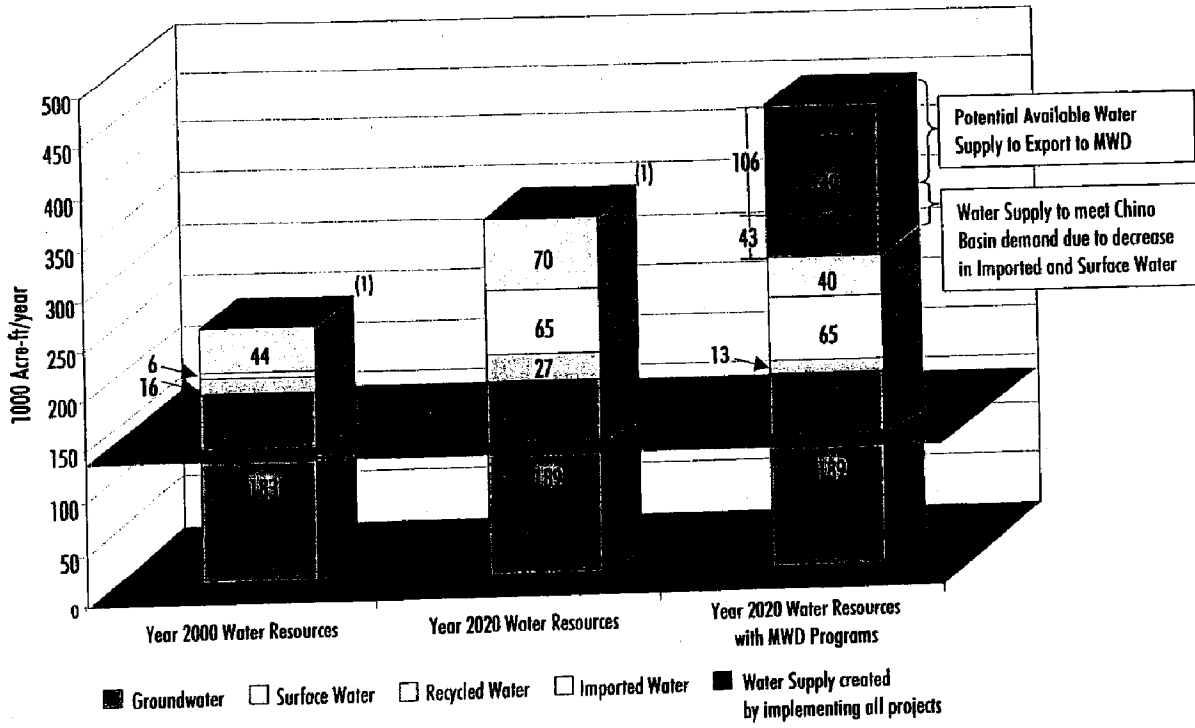 500
450
400
350
300
250
200
150
100
50
0
1000 Acre-ft/year
6
16
44
(1)
70
65
27
189
(1)
106
43
40
13
65
189
Potential Available Water
Supply to Export to MWD
Water Supply to meet China
Basin demand due to decrease
in Imported and Surface Water
Year 2000 Water Resources
Year 2020 Water Resources
Year 2020 Water Resources
with MWD Programs
Groundwater
Surface Water
Recycled Water
Imported Water
Water Supply created
by implementing all projects